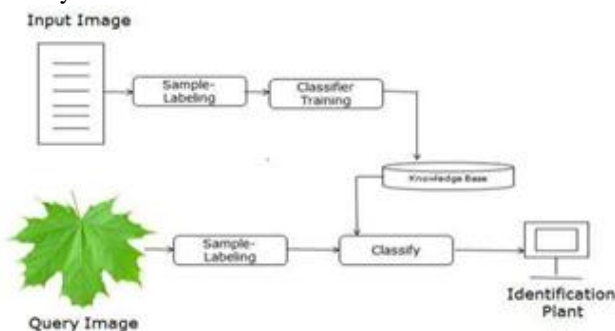 Input Image
Sample-
Labeling
Classifier
Training
Knowledge Base
Sample-
Labeling
Classify
Query Image
Identification
Plant